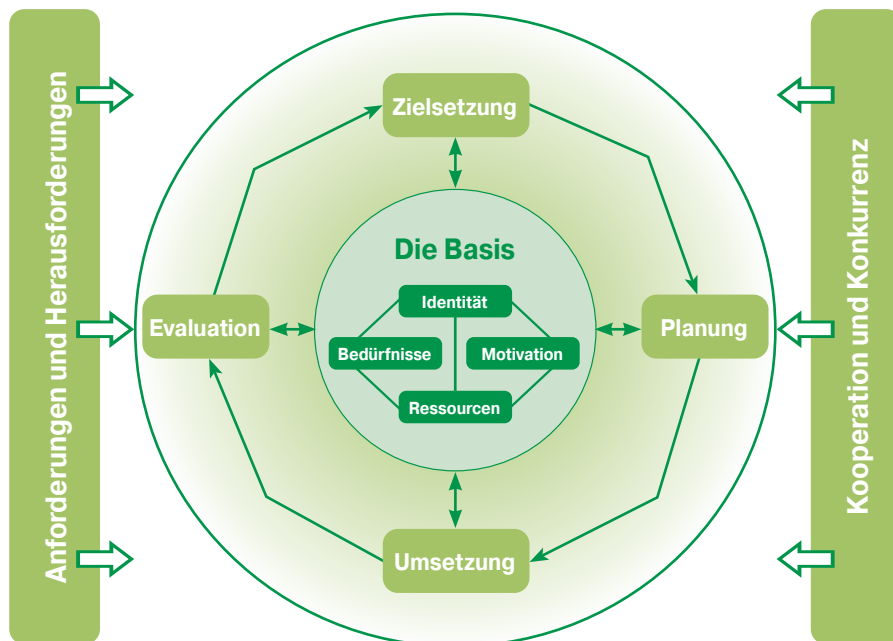 Anforderungen und Herausforderungen
Zielsetzung
Die Basis
Identität
Bedürfnisse
Motivation
Ressourcen
Evaluation
Planung
Umsetzung
Kooperation und Konkurrenz